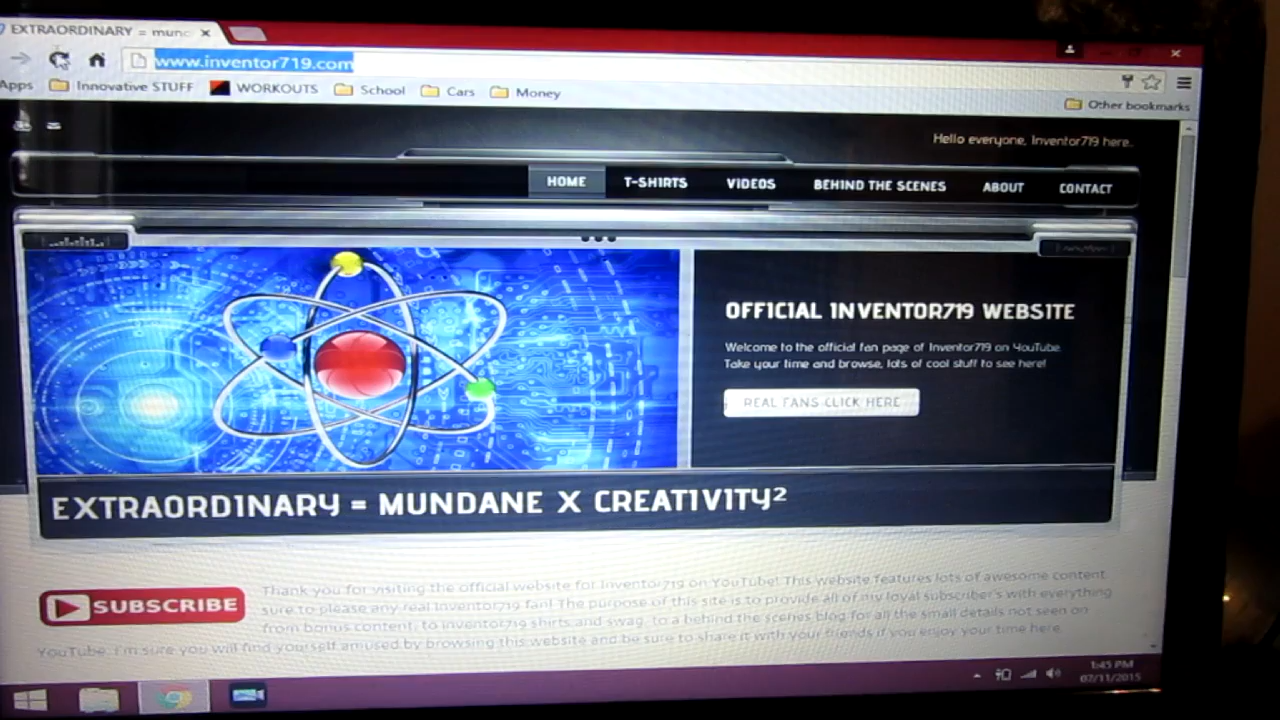 EXTRAORDINARY = mund
www.inventor719.com
Apps
Innovative STUFF
WORKOUTS
School
Cars
Money
Other bookmarks
Hello everyone, Inventor719 here.
HOME
T-SHIRTS
VIDEOS
BEHIND THE SCENES
ABOUT
CONTACT
OFFICIAL INVENTOR719 WEBSITE
Welcome to the official fan page of Inventor719 on YouTube.
Take your time and browse, lots of cool stuff to see here!
REAL FANS CLICK HERE
EXTRAORDINARY = MUNDANE X CREATIVITY²
SUBSCRIBE
Thank you for visiting the official website for Inventor719 on YouTube! This website features lots of awesome content
sure to please any real Inventor719 fan! The purpose of this site is to provide all of my loyal subscriber's with everything
from bonus content, to Inventor719 shirts and swag, to a behind the scenes blog for all the small details not seen on
YouTube. I'm sure you will find yourself amused by browsing this website and be sure to share it with your friends if you enjoy your time here.
1:45 PM
07/11/2015